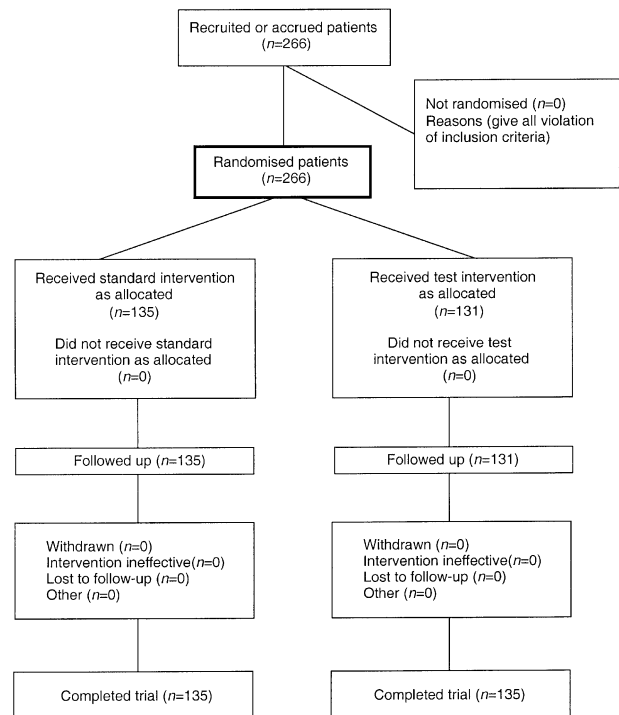 Recruited or accrued patients
(n=266)
Not randomised (n=0)
Reasons (give all violation
of inclusion criteria)
Randomised patients
(n=266)
Received standard intervention
as allocated
(n=135)
Did not receive standard
intervention as allocated
(n=0)
Received test intervention
as allocated
(n=131)
Did not receive test
intervention as allocated
(n=0)
Followed up (n=135)
Followed up (n=131)
Withdrawn (n=0)
Intervention ineffective(n=0)
Lost to follow-up (n=0)
Other (n=0)
Withdrawn (n=0)
Intervention ineffective(n=0)
Lost to follow-up (n=0)
Other (n=0)
Completed trial (n=135)
Completed trial (n=135)